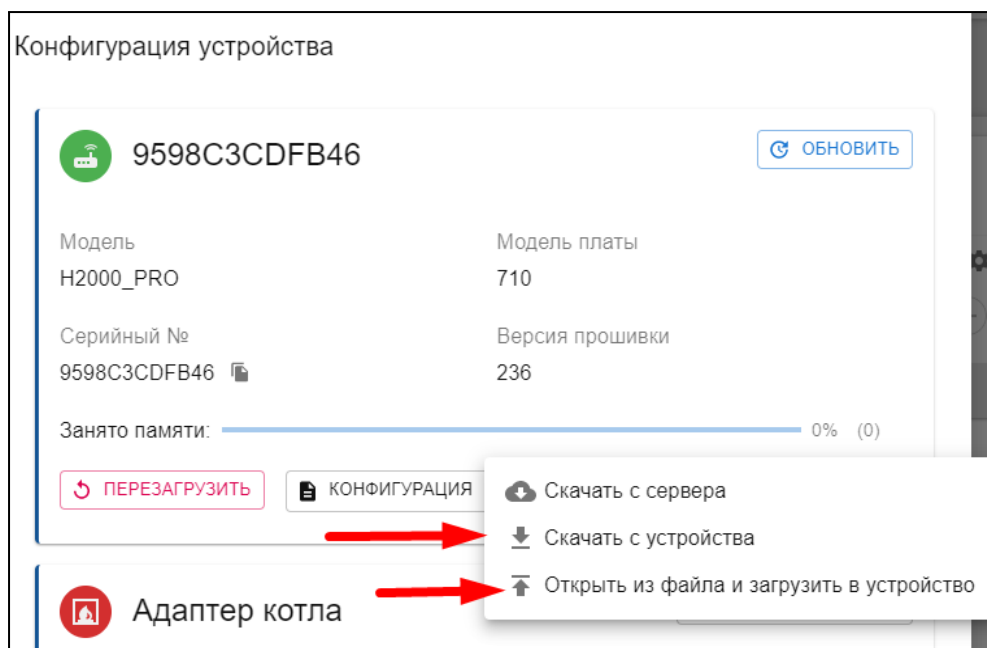 Конфигурация устройства
9598C3CDFB46
ОБНОВИТЬ
Модель
Модель платы
H2000_PRO
710
Серийный №
Версия прошивки
9598C3CDFB46
236
Занято памяти:
0% (0)
ПЕРЕЗАГРУЗИТЬ
КОНФИГУРАЦИЯ
Скачать с сервера
Скачать с устройства
Открыть из файла и загрузить в устройство
Адаптер котла